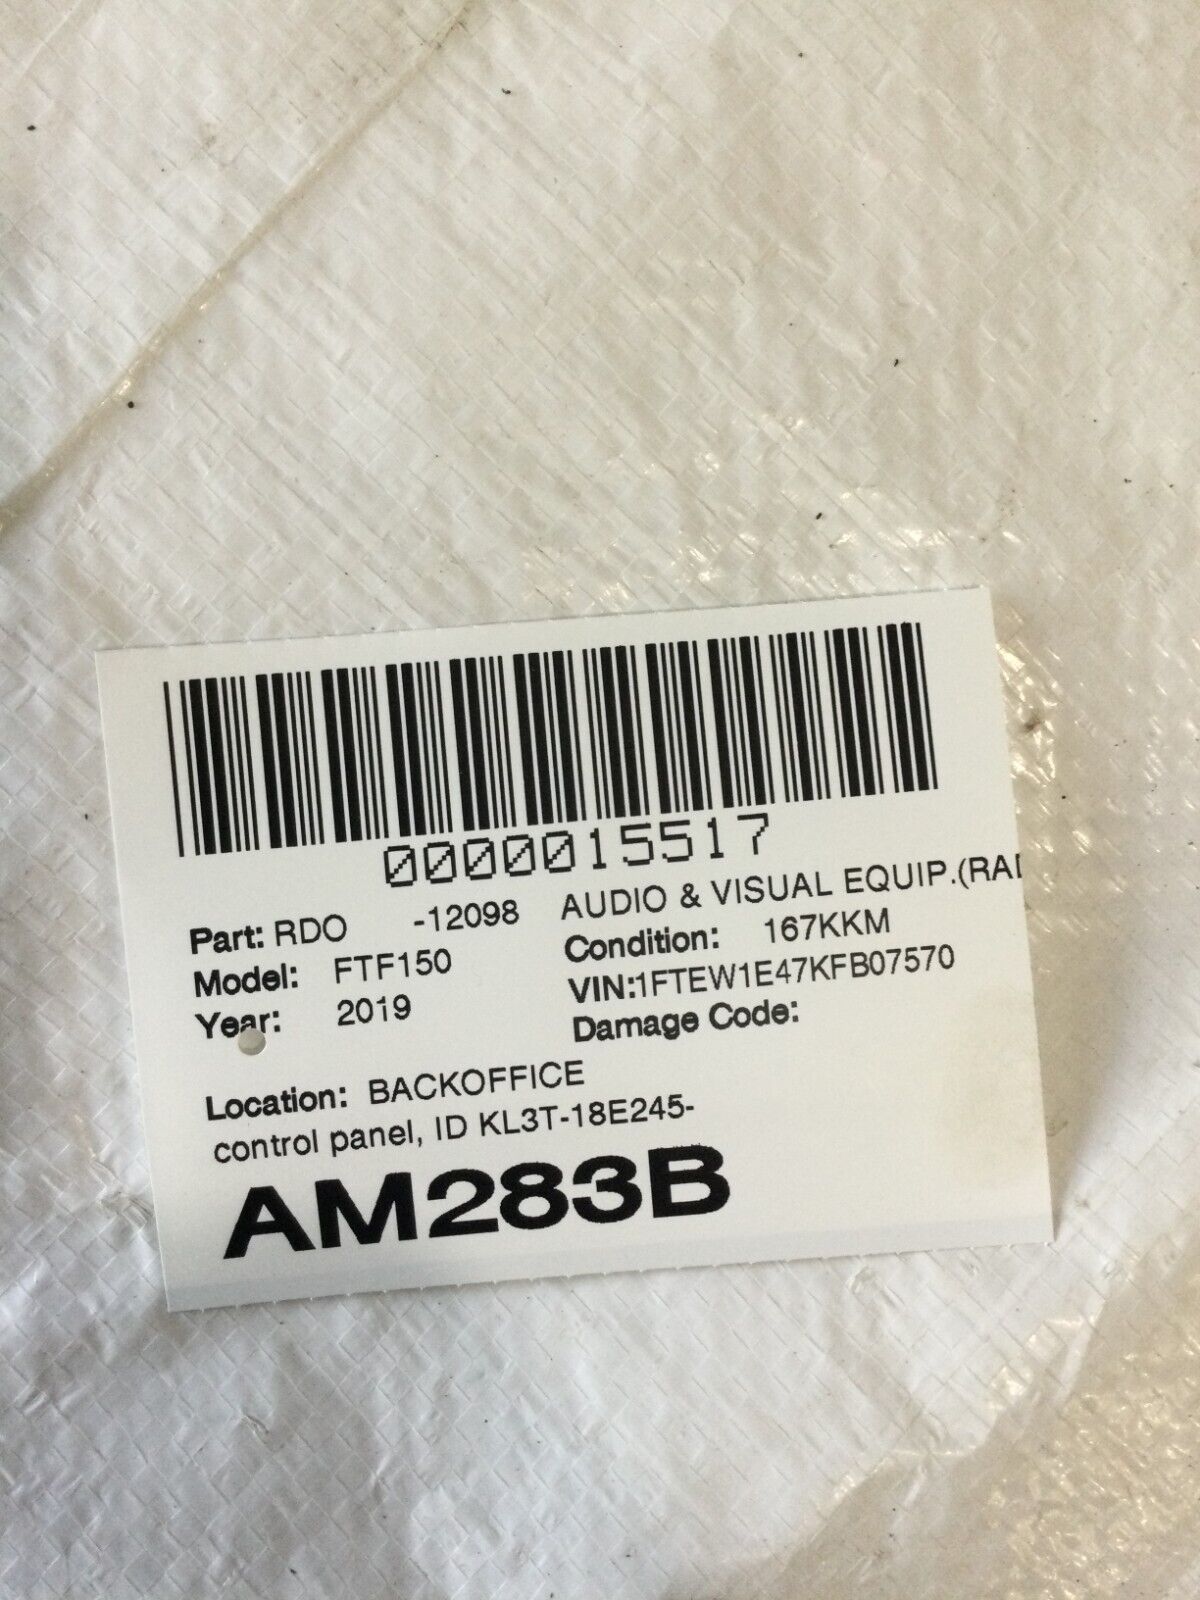 0000015517
Part: RDO -12098 AUDIO & VISUAL EQUIP.(RAD
Model: FTF150 Condition: 167KKM
Year: 2019 VIN:1FTEW1E47KFB07570
Damage Code:
Location: BACKOFFICE
control panel, ID KL3T-18E245-
AM283B